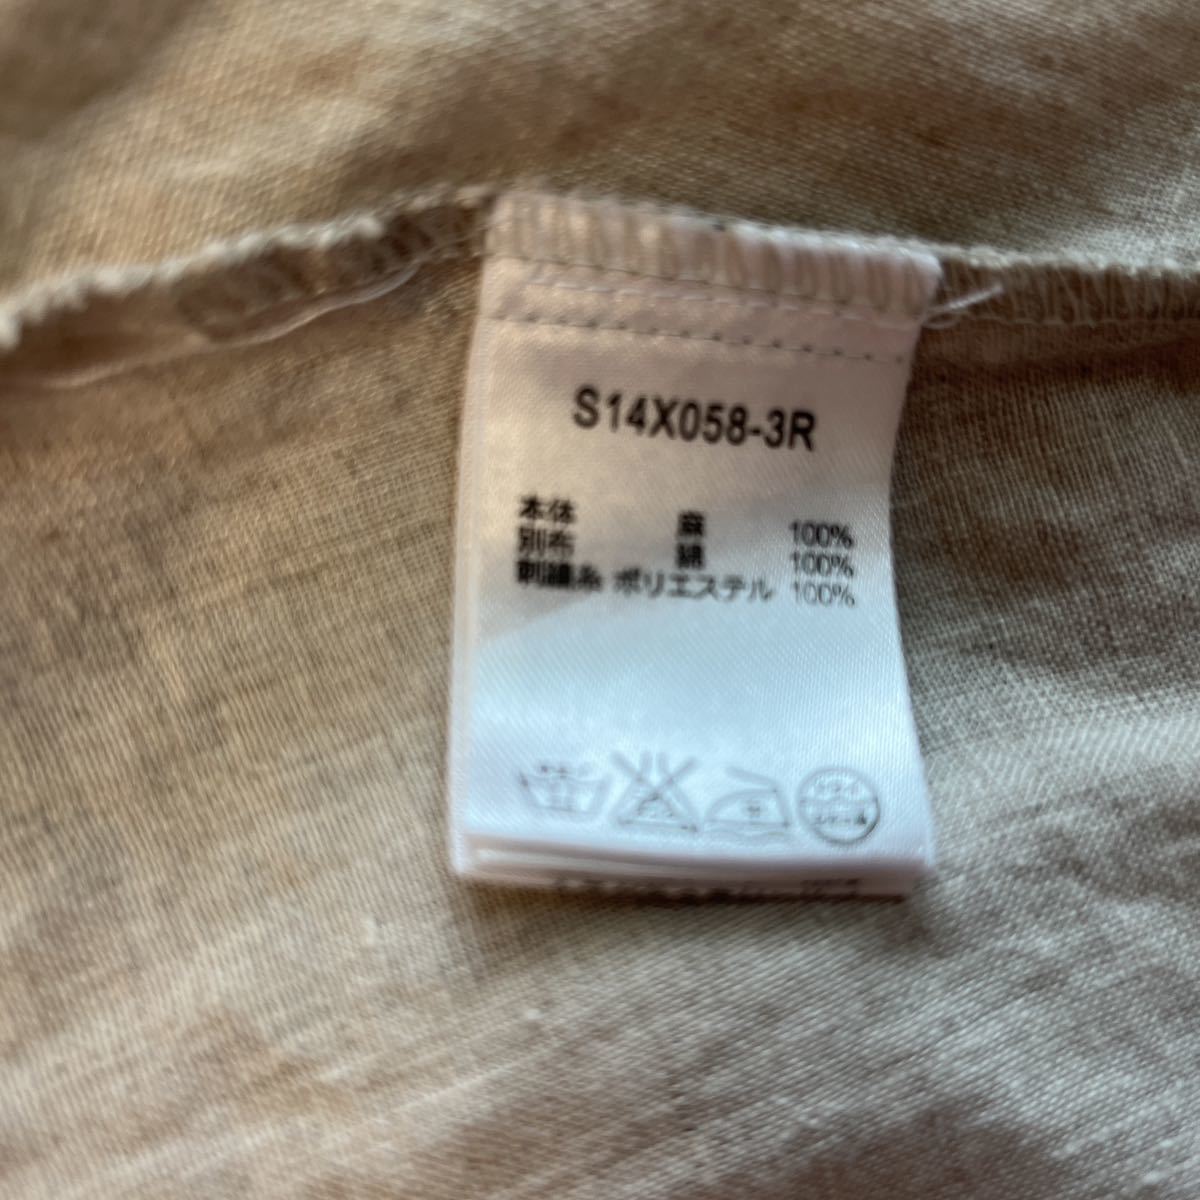 S14X058-3R
本体 麻 100%
別布 綿 100%
刺繍糸 ポリエステル 100%